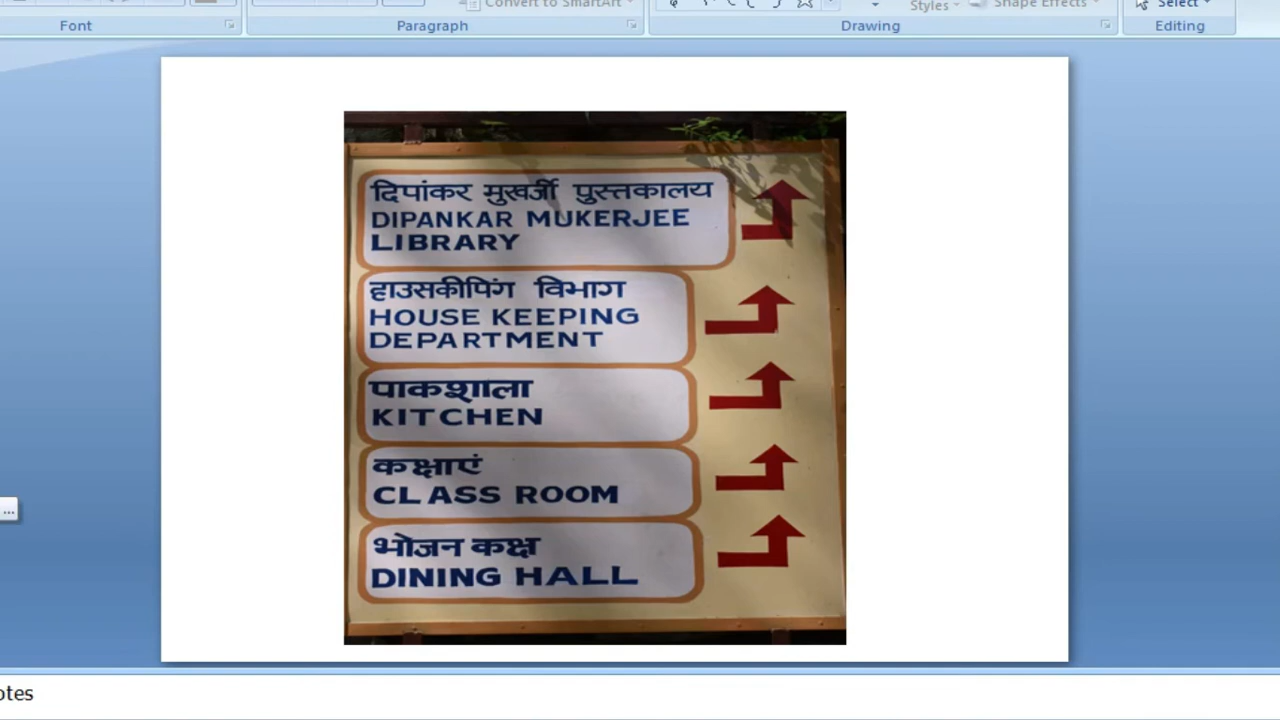 Convert to SmartArt
Styles
Shape Effects
Select
Font
Paragraph
Drawing
Editing
दिपांकर मुखर्जी पुस्तकालय
DIPANKAR MUKERJEE
LIBRARY
हाउसकीपिंग विभाग
HOUSE KEEPING
DEPARTMENT
पाकशाला
KITCHEN
कक्षाएं
CLASS ROOM
भोजन कक्ष
DINING HALL
...
otes